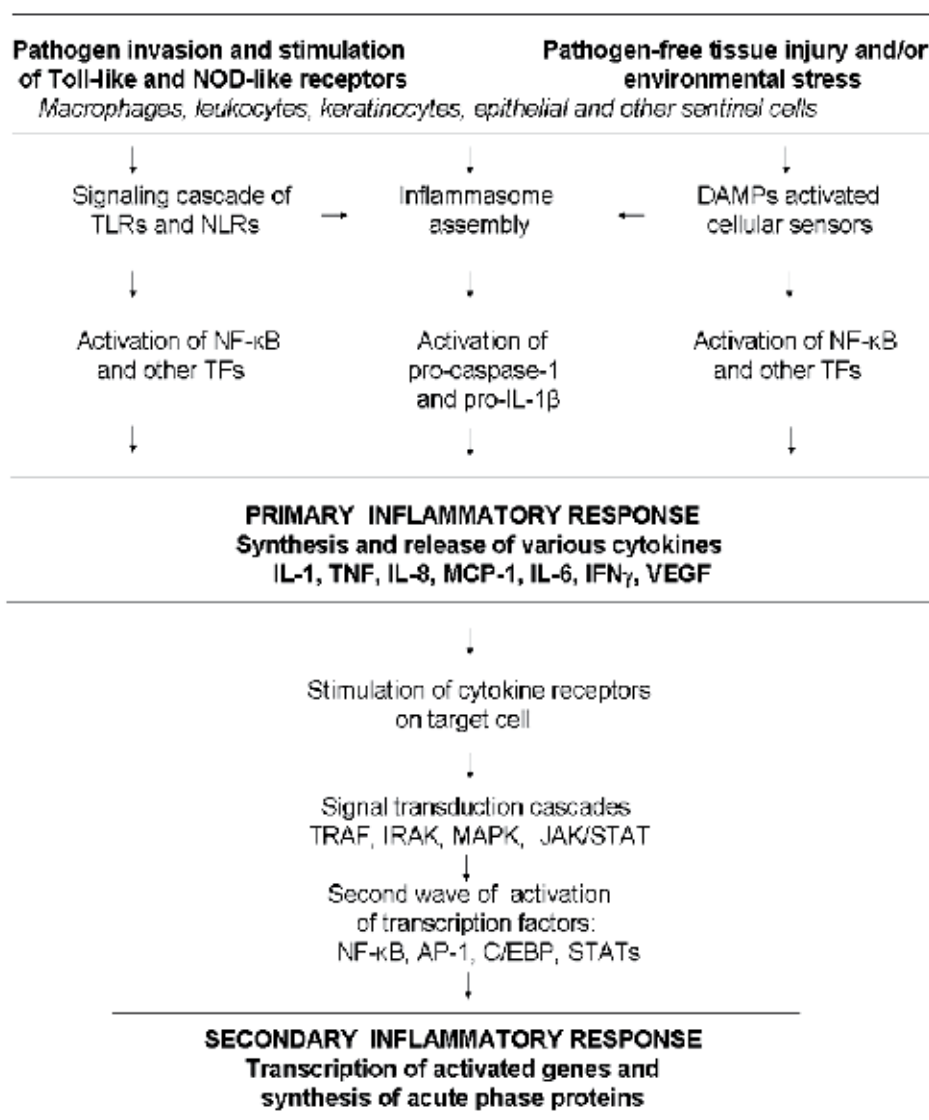 Pathogen invasion and stimulation
of Toll-like and NOD-like receptors
Pathogen-free tissue injury and/or
environmental stress
Macrophages, leukocytes, keratinocytes, epithelial and other sentinel cells
Signaling cascade of
TLRs and NLRs
Inflammasome
assembly
DAMPs activated
cellular sensors
Activation of NF-κB
and other TFs
Activation of
pro-caspase-1
and pro-IL-1β
Activation of NF-κB
and other TFs
PRIMARY INFLAMMATORY RESPONSE
Synthesis and release of various cytokines
IL-1, TNF, IL-8, MCP-1, IL-6, IFNγ, VEGF
Stimulation of cytokine receptors
on target cell
Signal transduction cascades
TRAF, IRAK, MAPK, JAK/STAT
Second wave of activation
of transcription factors:
NF-κB, AP-1, C/EBP, STATs
SECONDARY INFLAMMATORY RESPONSE
Transcription of activated genes and
synthesis of acute phase proteins